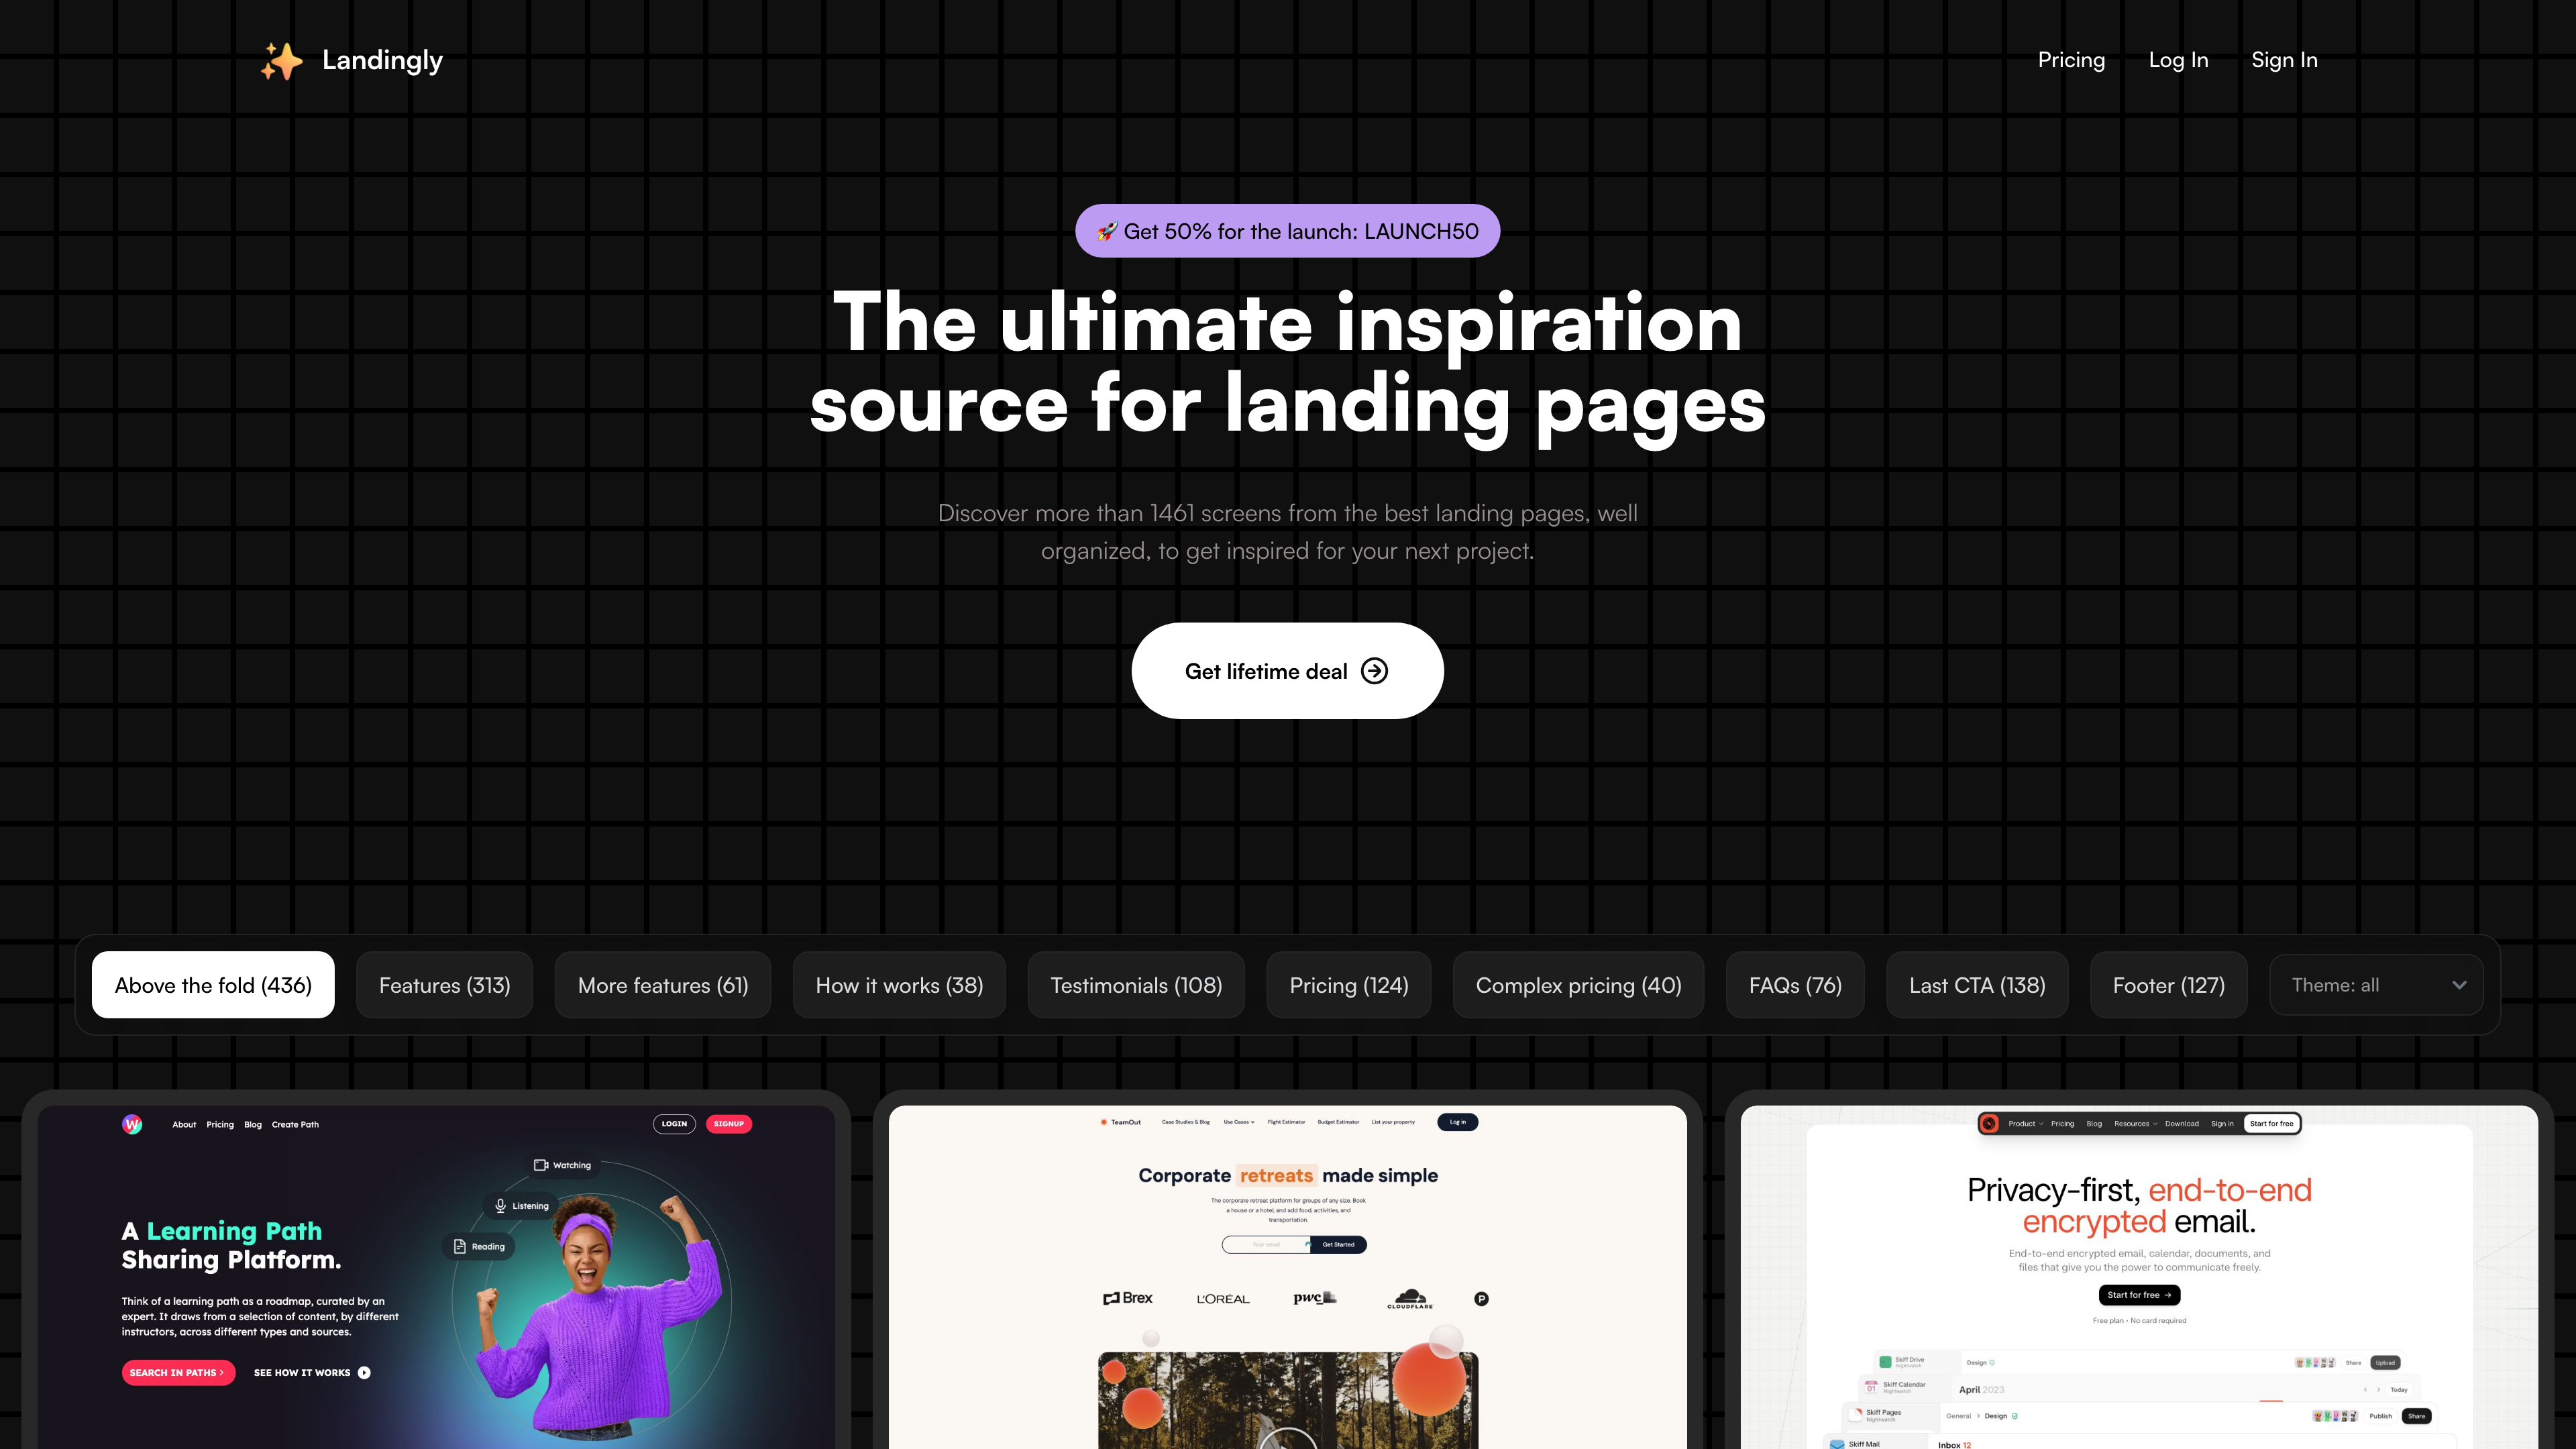 Landingly
Pricing
Log In
Sign In
🚀 Get 50% for the launch: LAUNCH50
The ultimate inspiration
source for landing pages
Discover more than 1461 screens from the best landing pages, well
organized, to get inspired for your next project.
Get lifetime deal
Above the fold (436)
Features (313)
More features (61)
How it works (38)
Testimonials (108)
Pricing (124)
Complex pricing (40)
FAQs (76)
Last CTA (138)
Footer (127)
Theme: all
W
About
Pricing
Blog
Create Path
LOGIN
SIGNUP
Watching
Listening
Reading
A Learning Path
Sharing Platform.
Think of a learning path as a roadmap, curated by an
expert. It draws from a selection of content, by different
instructors, across different types and sources.
SEARCH IN PATHS
SEE HOW IT WORKS
TeamOut
Case Studies & Blog
Use Cases
Flight Estimator
Budget Estimator
List your property
Log in
Corporate retreats made simple
The corporate retreat platform for groups of any size. Book
a house or a hotel, and add food, activities, and
transportation.
Your email
Get Started
Brex
L'ORÉAL
pwc
CLOUDFLARE
P
Product
Pricing
Blog
Resources
Download
Sign in
Start for free
Privacy-first, end-to-end
encrypted email.
End-to-end encrypted email, calendar, documents, and
files that give you the power to communicate freely.
Start for free →
Free plan • No card required
Skiff Drive
Nightwatch
Design
Share
Upload
Skiff Calendar
Nightwatch
01
April 2023
Today
Skiff Pages
Nightwatch
General > Design
Publish
Share
Skiff Mail
Inbox 12